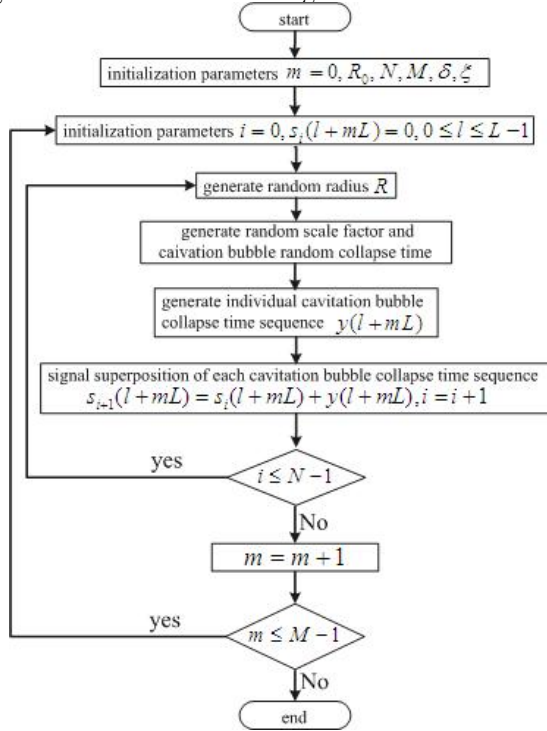 start
initialization parameters m = 0, R₀, N, M, δ, ζ
initialization parameters i = 0, sᵢ(l + mL) = 0, 0 ≤ l ≤ L − 1
generate random radius R
generate random scale factor and
caivation bubble random collapse time
generate individual cavitation bubble
collapse time sequence y(l + mL)
signal superposition of each cavitation bubble collapse time sequence
sᵢ₊₁(l + mL) = sᵢ(l + mL) + y(l + mL), i = i + 1
yes
i ≤ N − 1
No
m = m + 1
yes
m ≤ M − 1
No
end